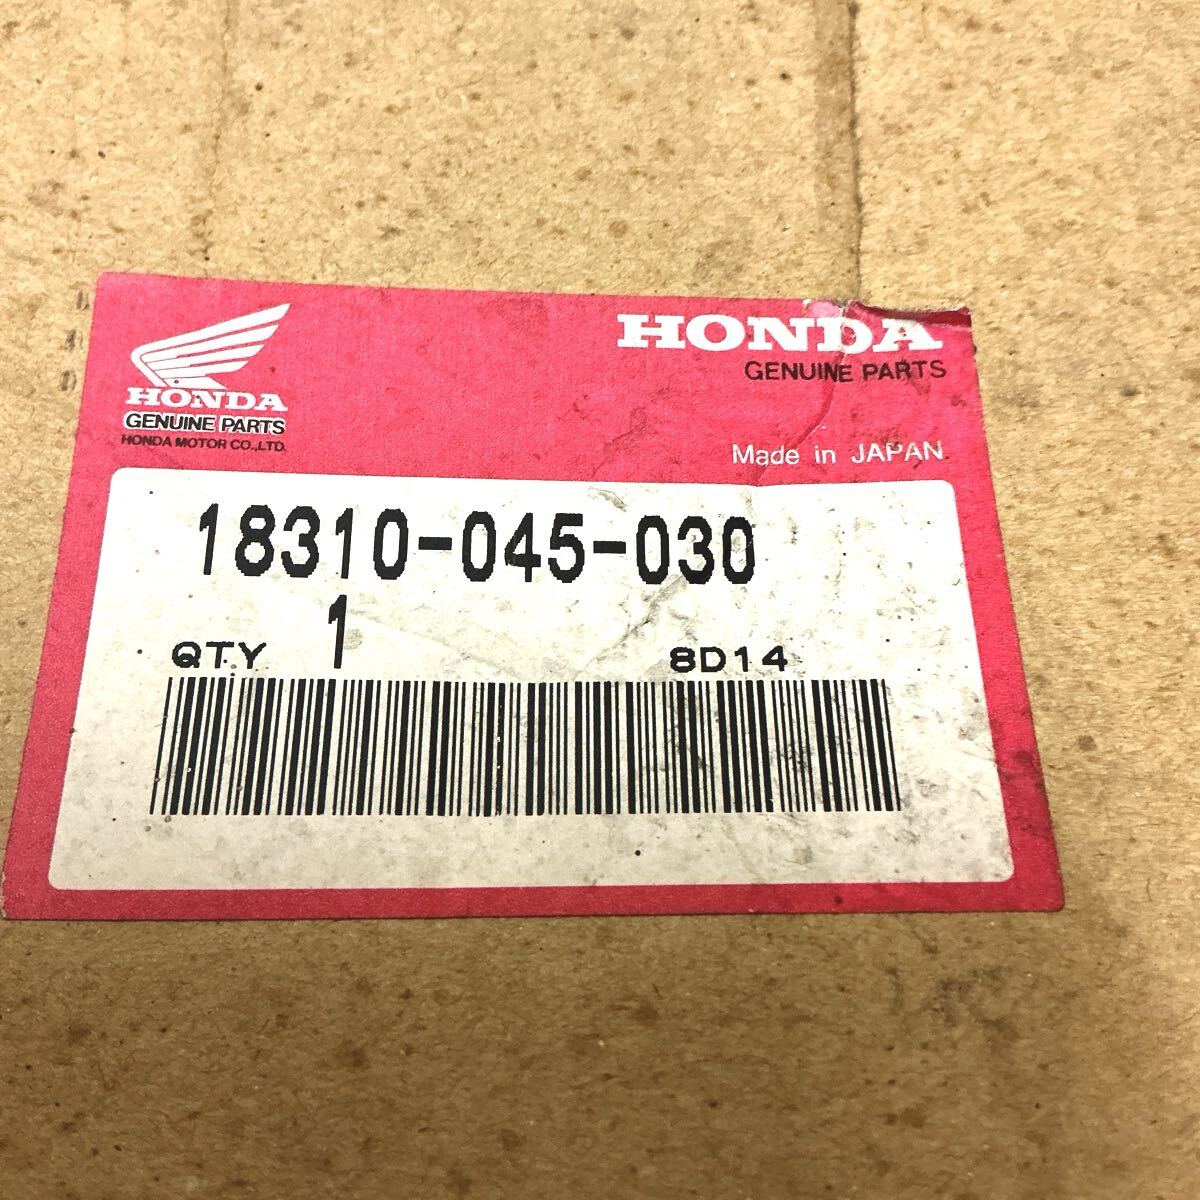 HONDA
GENUINE PARTS
HONDA MOTOR CO.,LTD.
HONDA
GENUINE PARTS
Made in JAPAN
18310-045-030
QTY 1 8D14